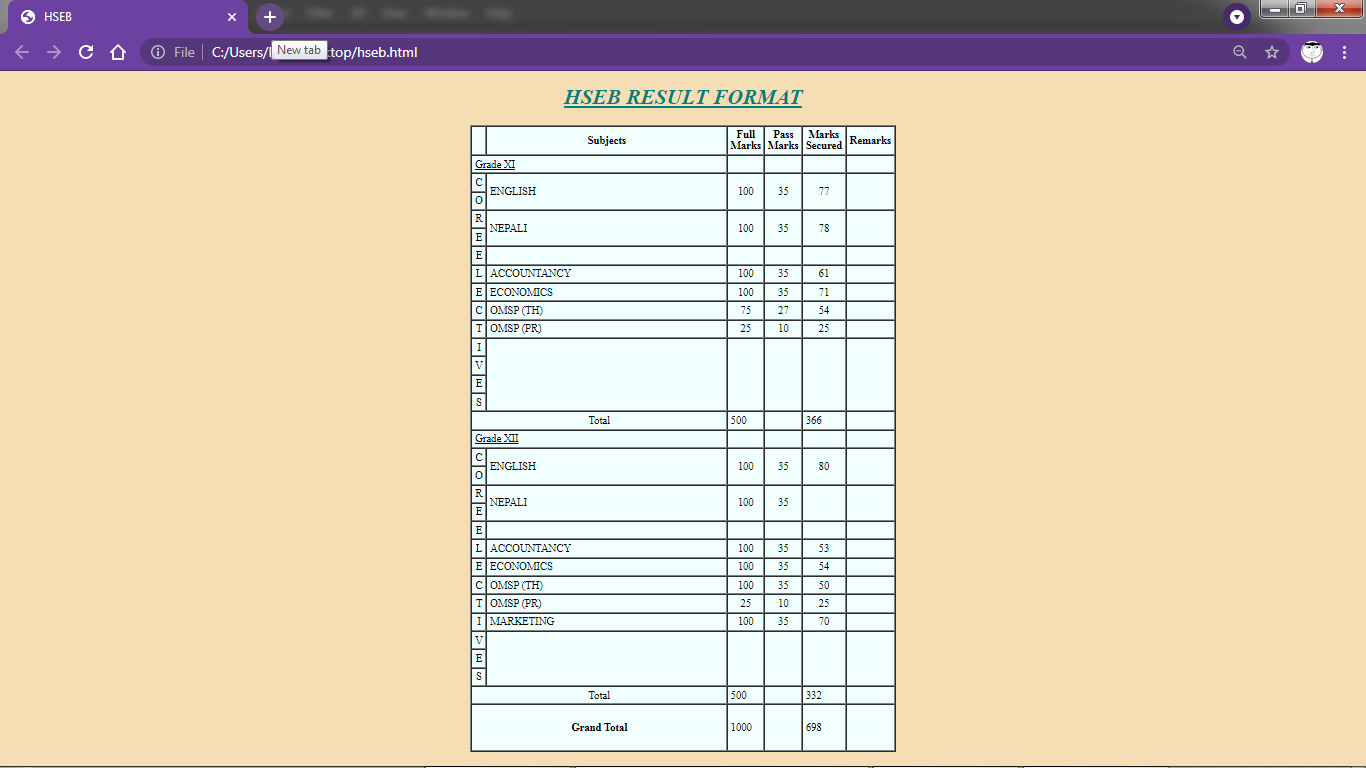 HSEB
New tab
File
C:/Users/
top/hseb.html
HSEB RESULT FORMAT
Subjects Full Marks Pass Marks Marks Secured Remarks
Grade XI
C
O ENGLISH 100 35 77
R
E NEPALI 100 35 78
E
L ACCOUNTANCY 100 35 61
E ECONOMICS 100 35 71
C OMSP (TH) 75 27 54
T OMSP (PR) 25 10 25
I
V
E
S
Total 500 366
Grade XII
C
O ENGLISH 100 35 80
R
E NEPALI 100 35
E
L ACCOUNTANCY 100 35 53
E ECONOMICS 100 35 54
C OMSP (TH) 100 35 50
T OMSP (PR) 25 10 25
I MARKETING 100 35 70
V
E
S
Total 500 332
Grand Total 1000 698